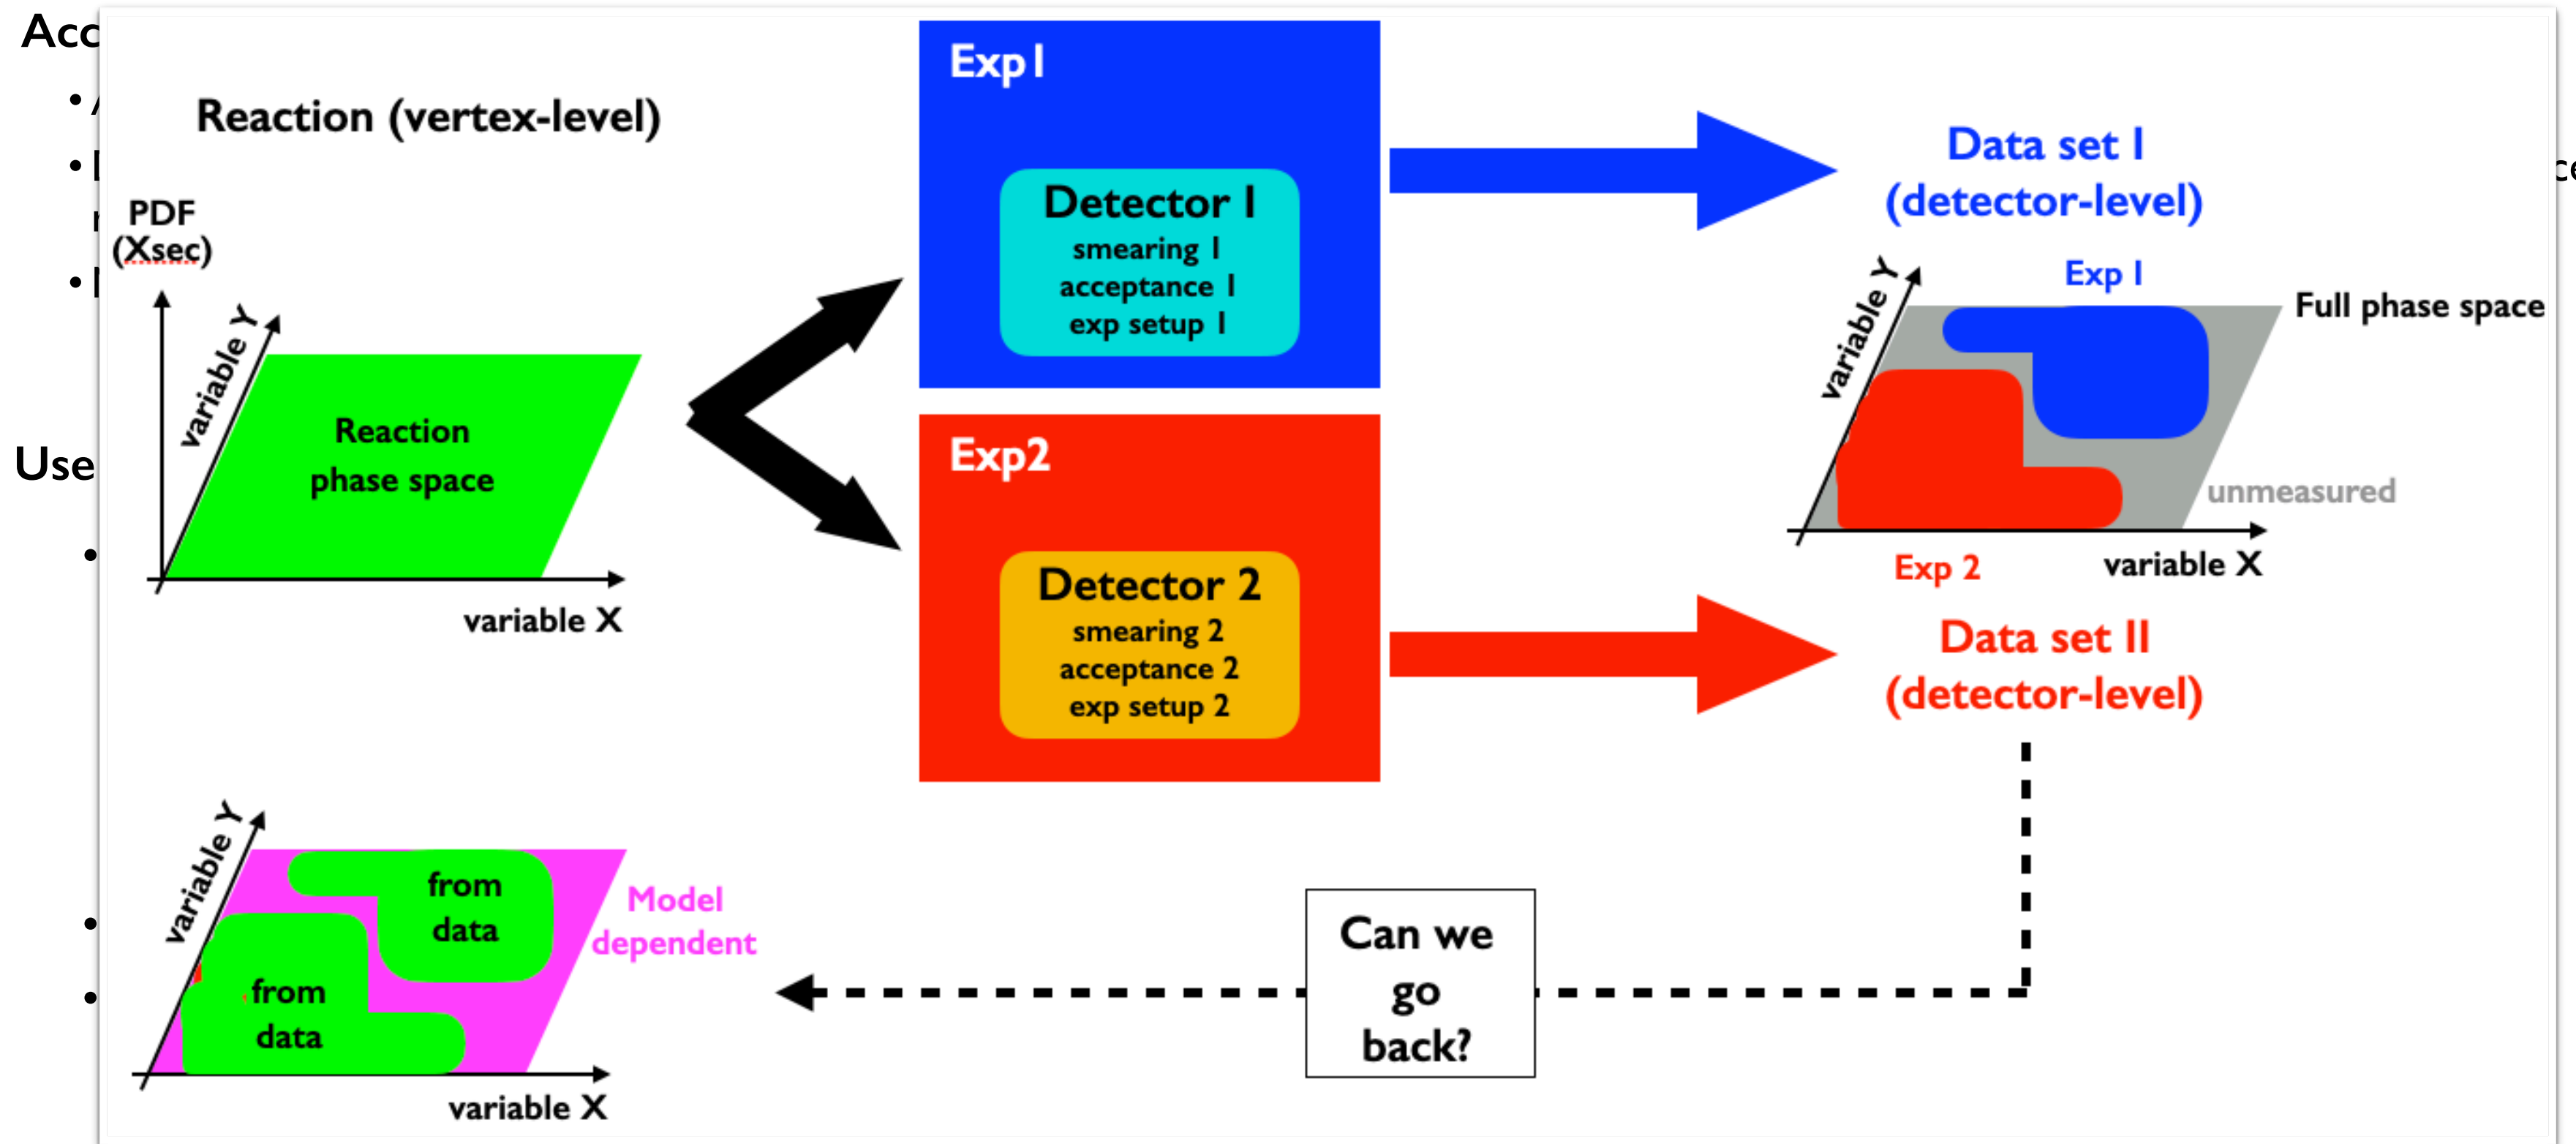 Acc
Use
Reaction (vertex-level)
PDF
(Xsec)
variable Y
Reaction
phase space
variable X
Exp1
Detector 1
smearing 1
acceptance 1
exp setup 1
Exp2
Detector 2
smearing 2
acceptance 2
exp setup 2
Data set I
(detector-level)
Exp 1
Full phase space
variable Y
unmeasured
Exp 2
variable X
Data set II
(detector-level)
variable Y
from
data
Model
dependent
from
data
variable X
Can we
go
back?